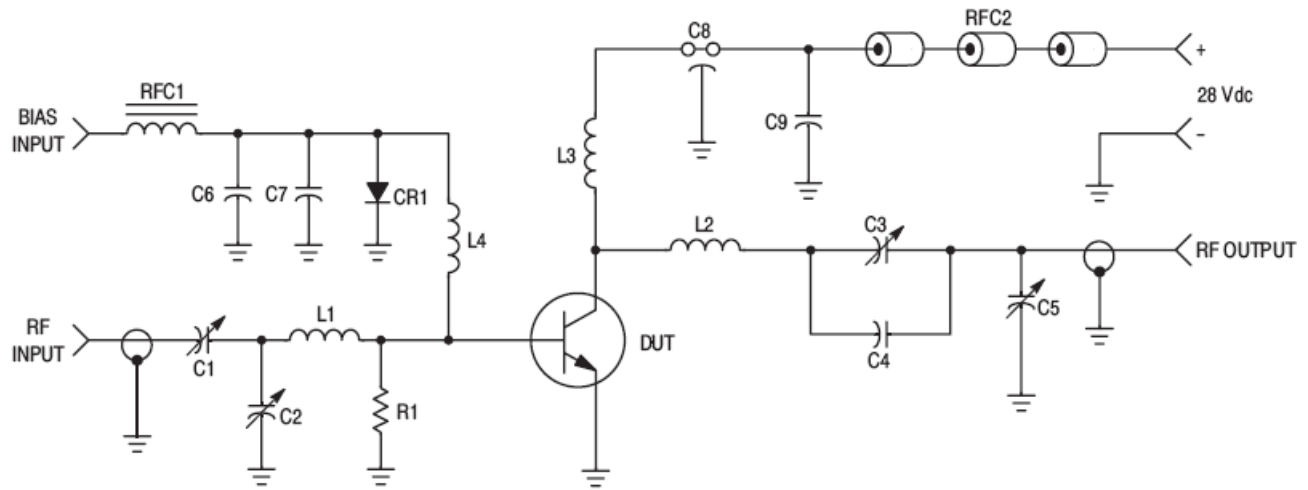 C8
RFC2
+
28 Vdc
-
RFC1
BIAS
INPUT
C9
L3
C6
C7
CR1
L4
L2
C3
RF OUTPUT
C5
C4
RF
INPUT
L1
C1
C2
R1
DUT